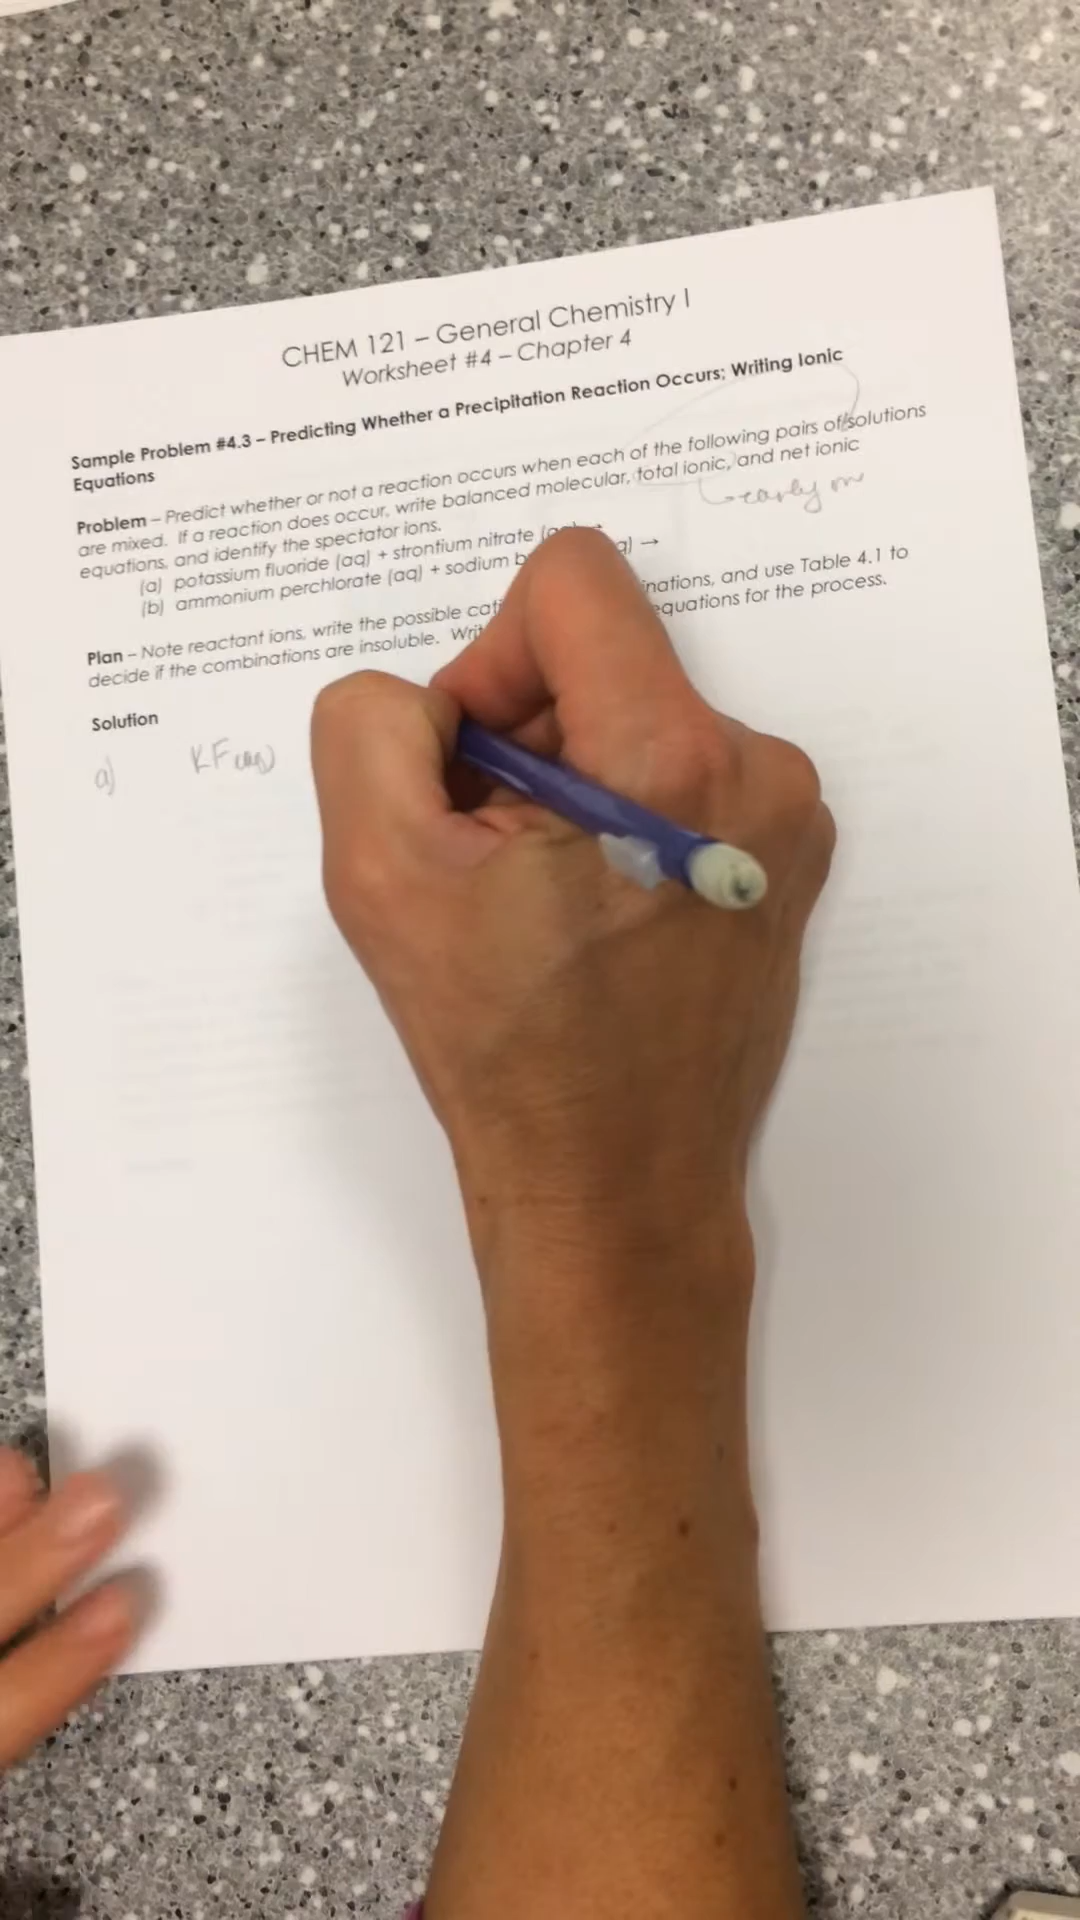 CHEM 121 – General Chemistry I
Worksheet #4 – Chapter 4
Sample Problem #4.3 – Predicting Whether a Precipitation Reaction Occurs; Writing Ionic
Equations
Problem – Predict whether or not a reaction occurs when each of the following pairs of solutions
are mixed. If a reaction does occur, write balanced molecular, total ionic, and net ionic
early on
equations, and identify the spectator ions.
(a) potassium fluoride (aq) + strontium nitrate →
(b) ammonium perchlorate (aq) + sodium →
Plan – Note reactant ions, write the possible and use Table 4.1 to
decide if the combinations are insoluble. equations for the process.
Solution
a) KF(aq)